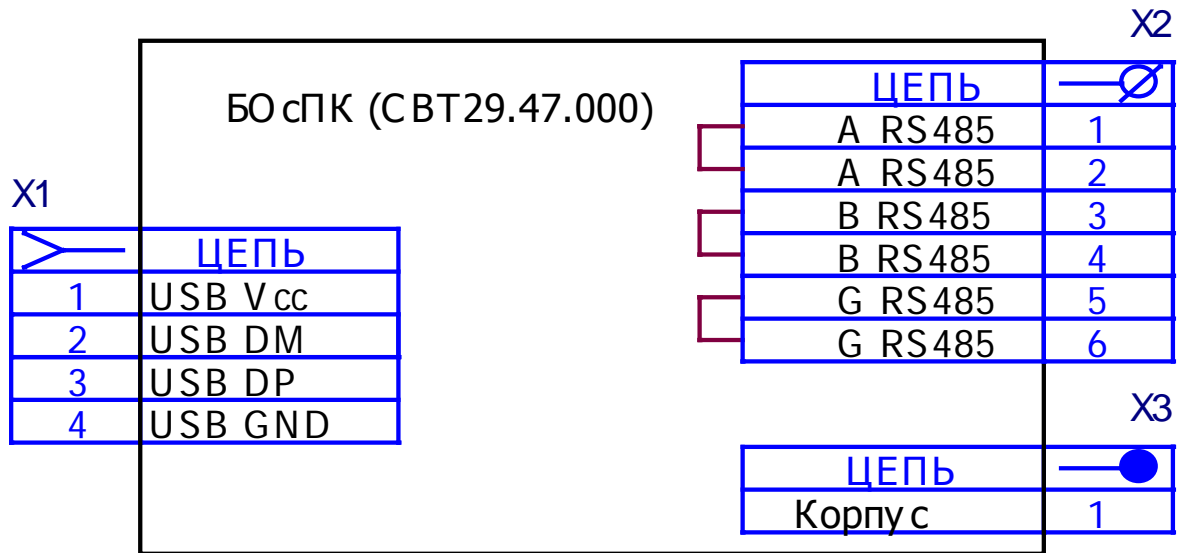 X2
БОсПК (СВТ29.47.000)
ЦЕПЬ
A RS485 1
A RS485 2
B RS485 3
B RS485 4
G RS485 5
G RS485 6
X1
ЦЕПЬ
1 USB Vcc
2 USB DM
3 USB DP
4 USB GND
X3
ЦЕПЬ
Корпус 1